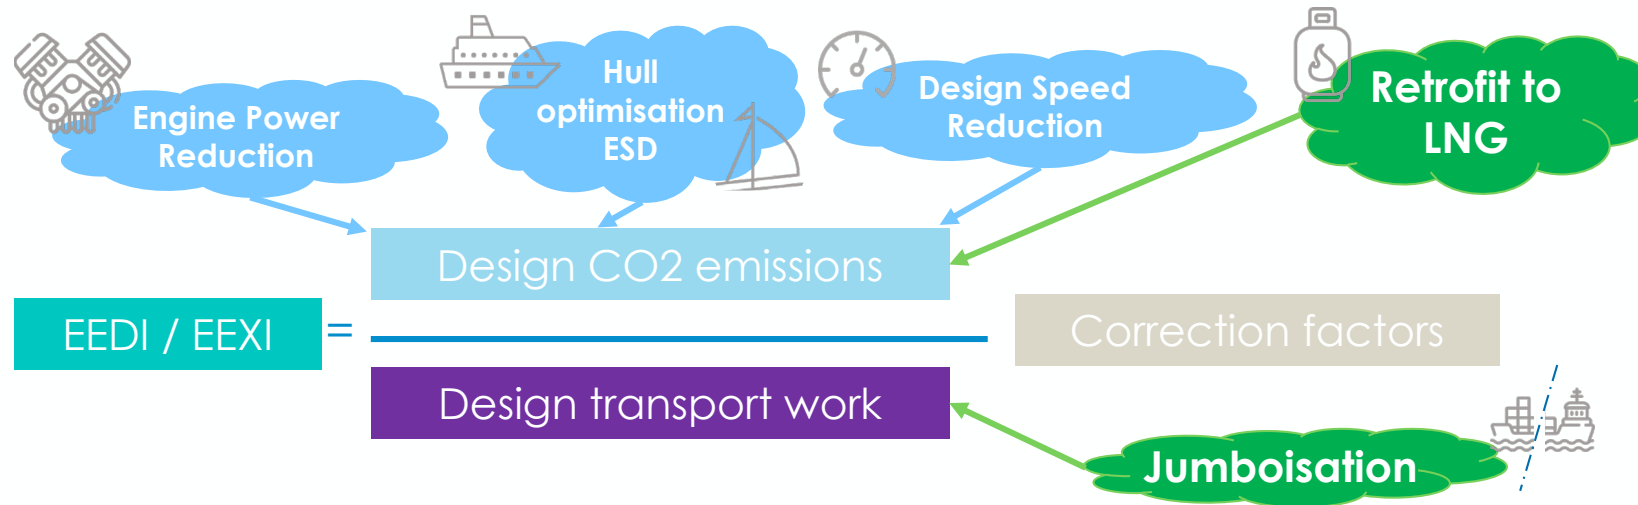 Engine Power
Reduction
Hull
optimisation
ESD
Design Speed
Reduction
Retrofit to
LNG
Design CO2 emissions
EEDI / EEXI
=
Correction factors
Design transport work
Jumboisation